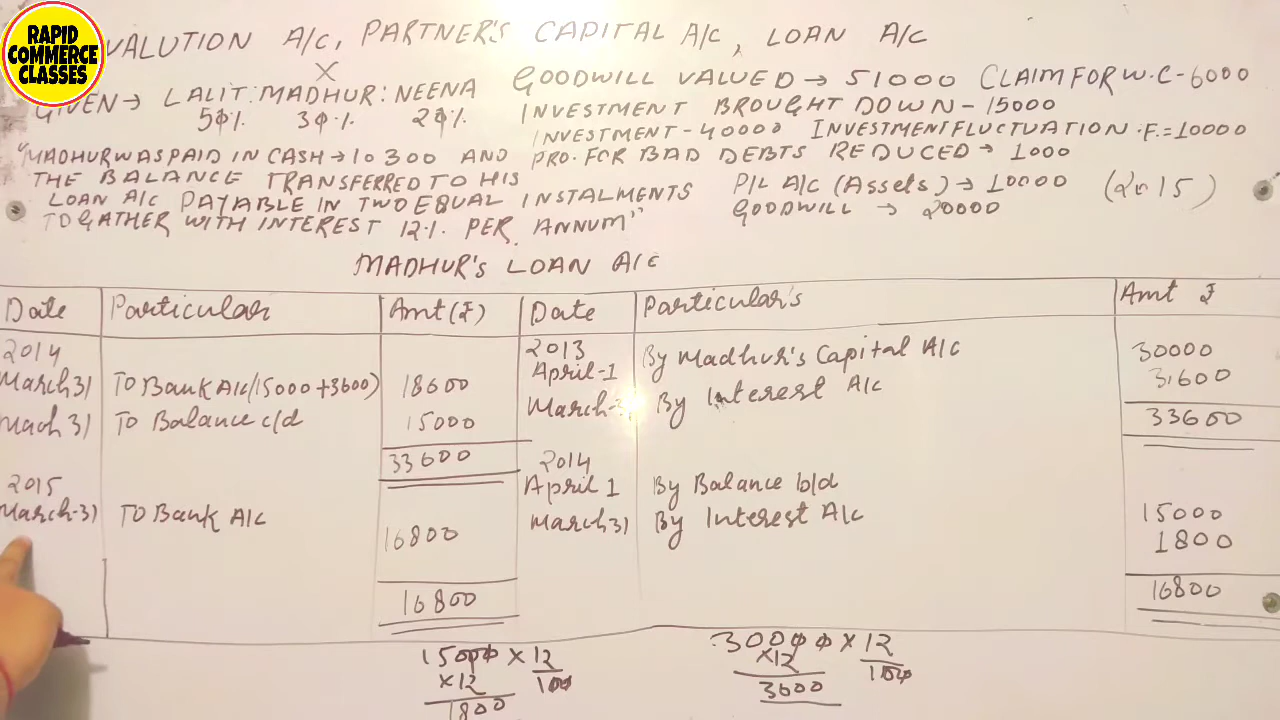 RAPID
COMMERCE
CLASSES
VALUTION A/C, PARTNER'S CAPITAL A/C, LOAN A/C
GIVEN → LALIT : MADHUR : NEENA
X
50% 30% 20%
GOODWILL VALUED → 51000 CLAIM FOR W.C - 6000
INVESTMENT BROUGHT DOWN - 15000
INVESTMENT - 40000 INVESTMENT FLUCTUATION .F. = 10000
"MADHUR WAS PAID IN CASH → 10300 AND
THE BALANCE TRANSFERRED TO HIS
LOAN A/C PAYABLE IN TWO EQUAL INSTALMENTS
TOGATHER WITH INTEREST 12% PER ANNUM"
PRO. FOR BAD DEBTS REDUCED → 1000
P/L A/C (Assets) → 10000 (2015)
GOODWILL → 20000
MADHUR's LOAN A/C
Date Particular Amt (₹) Date Particular's Amt ₹
2014 2013
March 31 To Bank A/c (15000+3600) 18600 April-1 By Madhur's Capital A/c 30000
Mach 31 To Balance c/d 15000 March-31 By Interest A/c 3600
33600 33600
2015 2014
April 1 By Balance b/d 15000
March-31 To Bank A/c 16800 March 31 By Interest A/c 1800
16800 16800
15000 × 12
×12 100
1800
30000 × 12
×12 100
3600